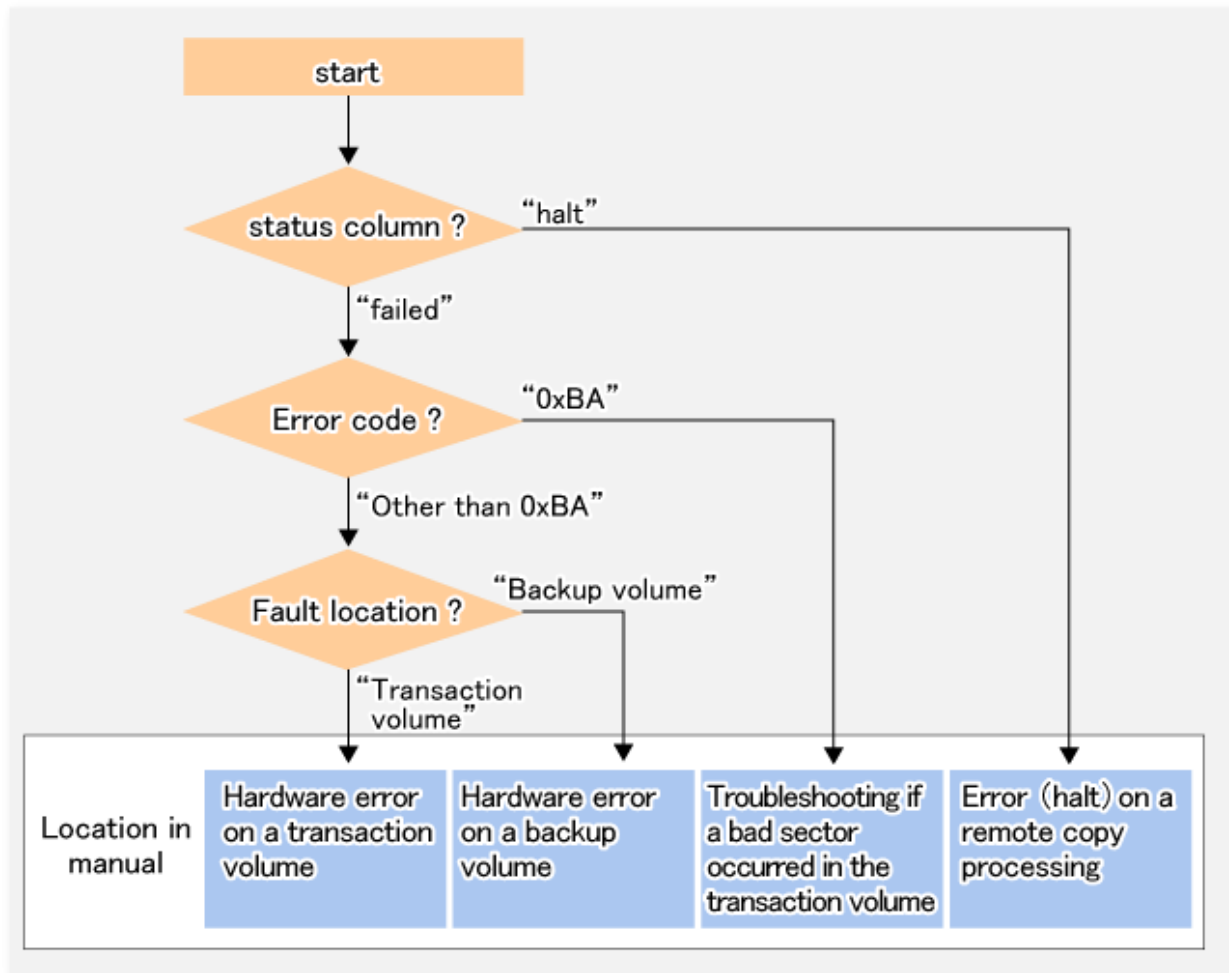 start
status column ?
“halt”
“failed”
Error code ?
“0xBA”
“Other than 0xBA”
Fault location ?
“Backup volume”
“Transaction
volume”
Location in
manual
Hardware error
on a transaction
volume
Hardware error
on a backup
volume
Troubleshooting if
a bad sector
occurred in the
transaction volume
Error (halt) on a
remote copy
processing